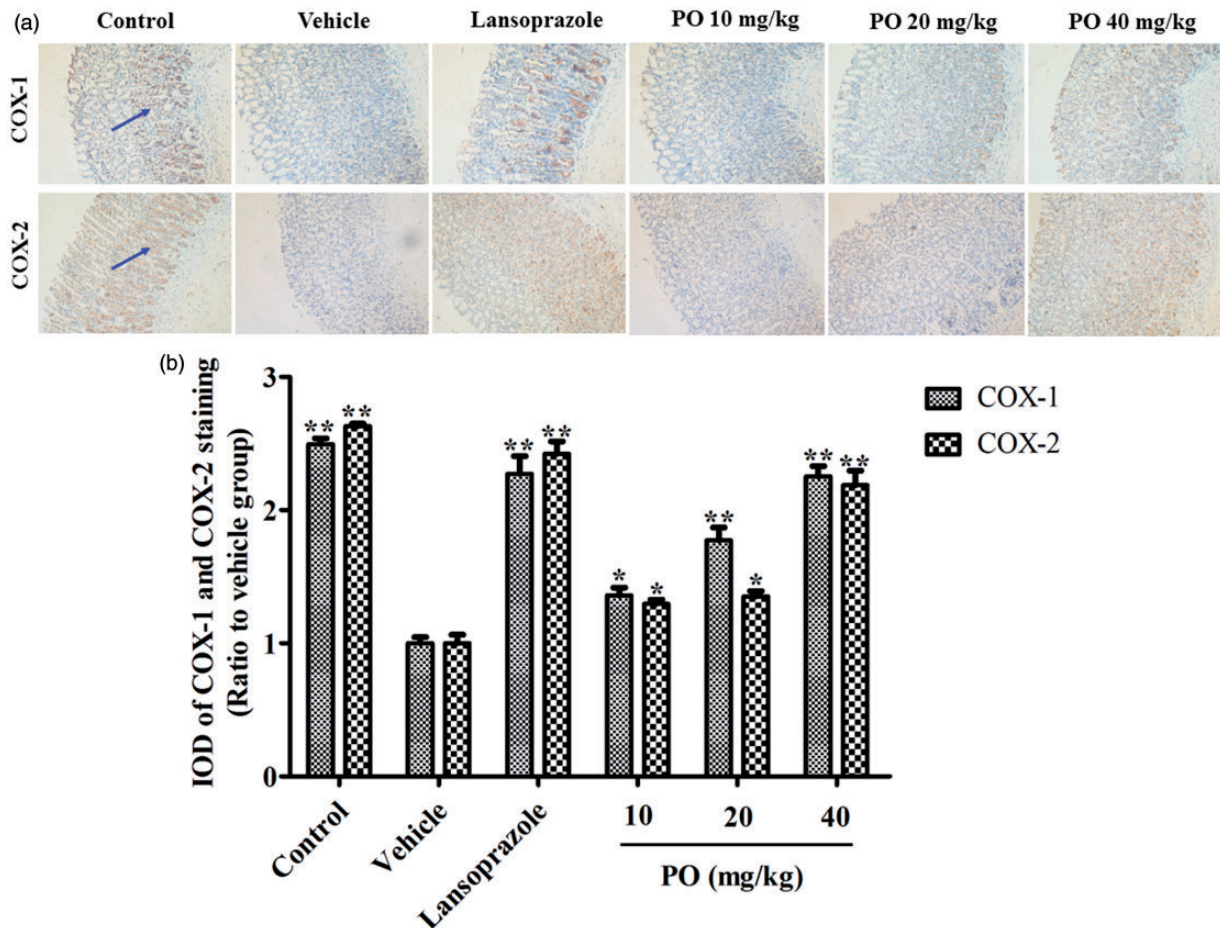 (a)
Control Vehicle Lansoprazole PO 10 mg/kg PO 20 mg/kg PO 40 mg/kg
COX-1
COX-2
(b)
IOD of COX-1 and COX-2 staining
(Ratio to vehicle group)
3
2
1
0
** ** ** ** * * ** * ** **
COX-1
COX-2
Control Vehicle Lansoprazole 10 20 40
PO (mg/kg)